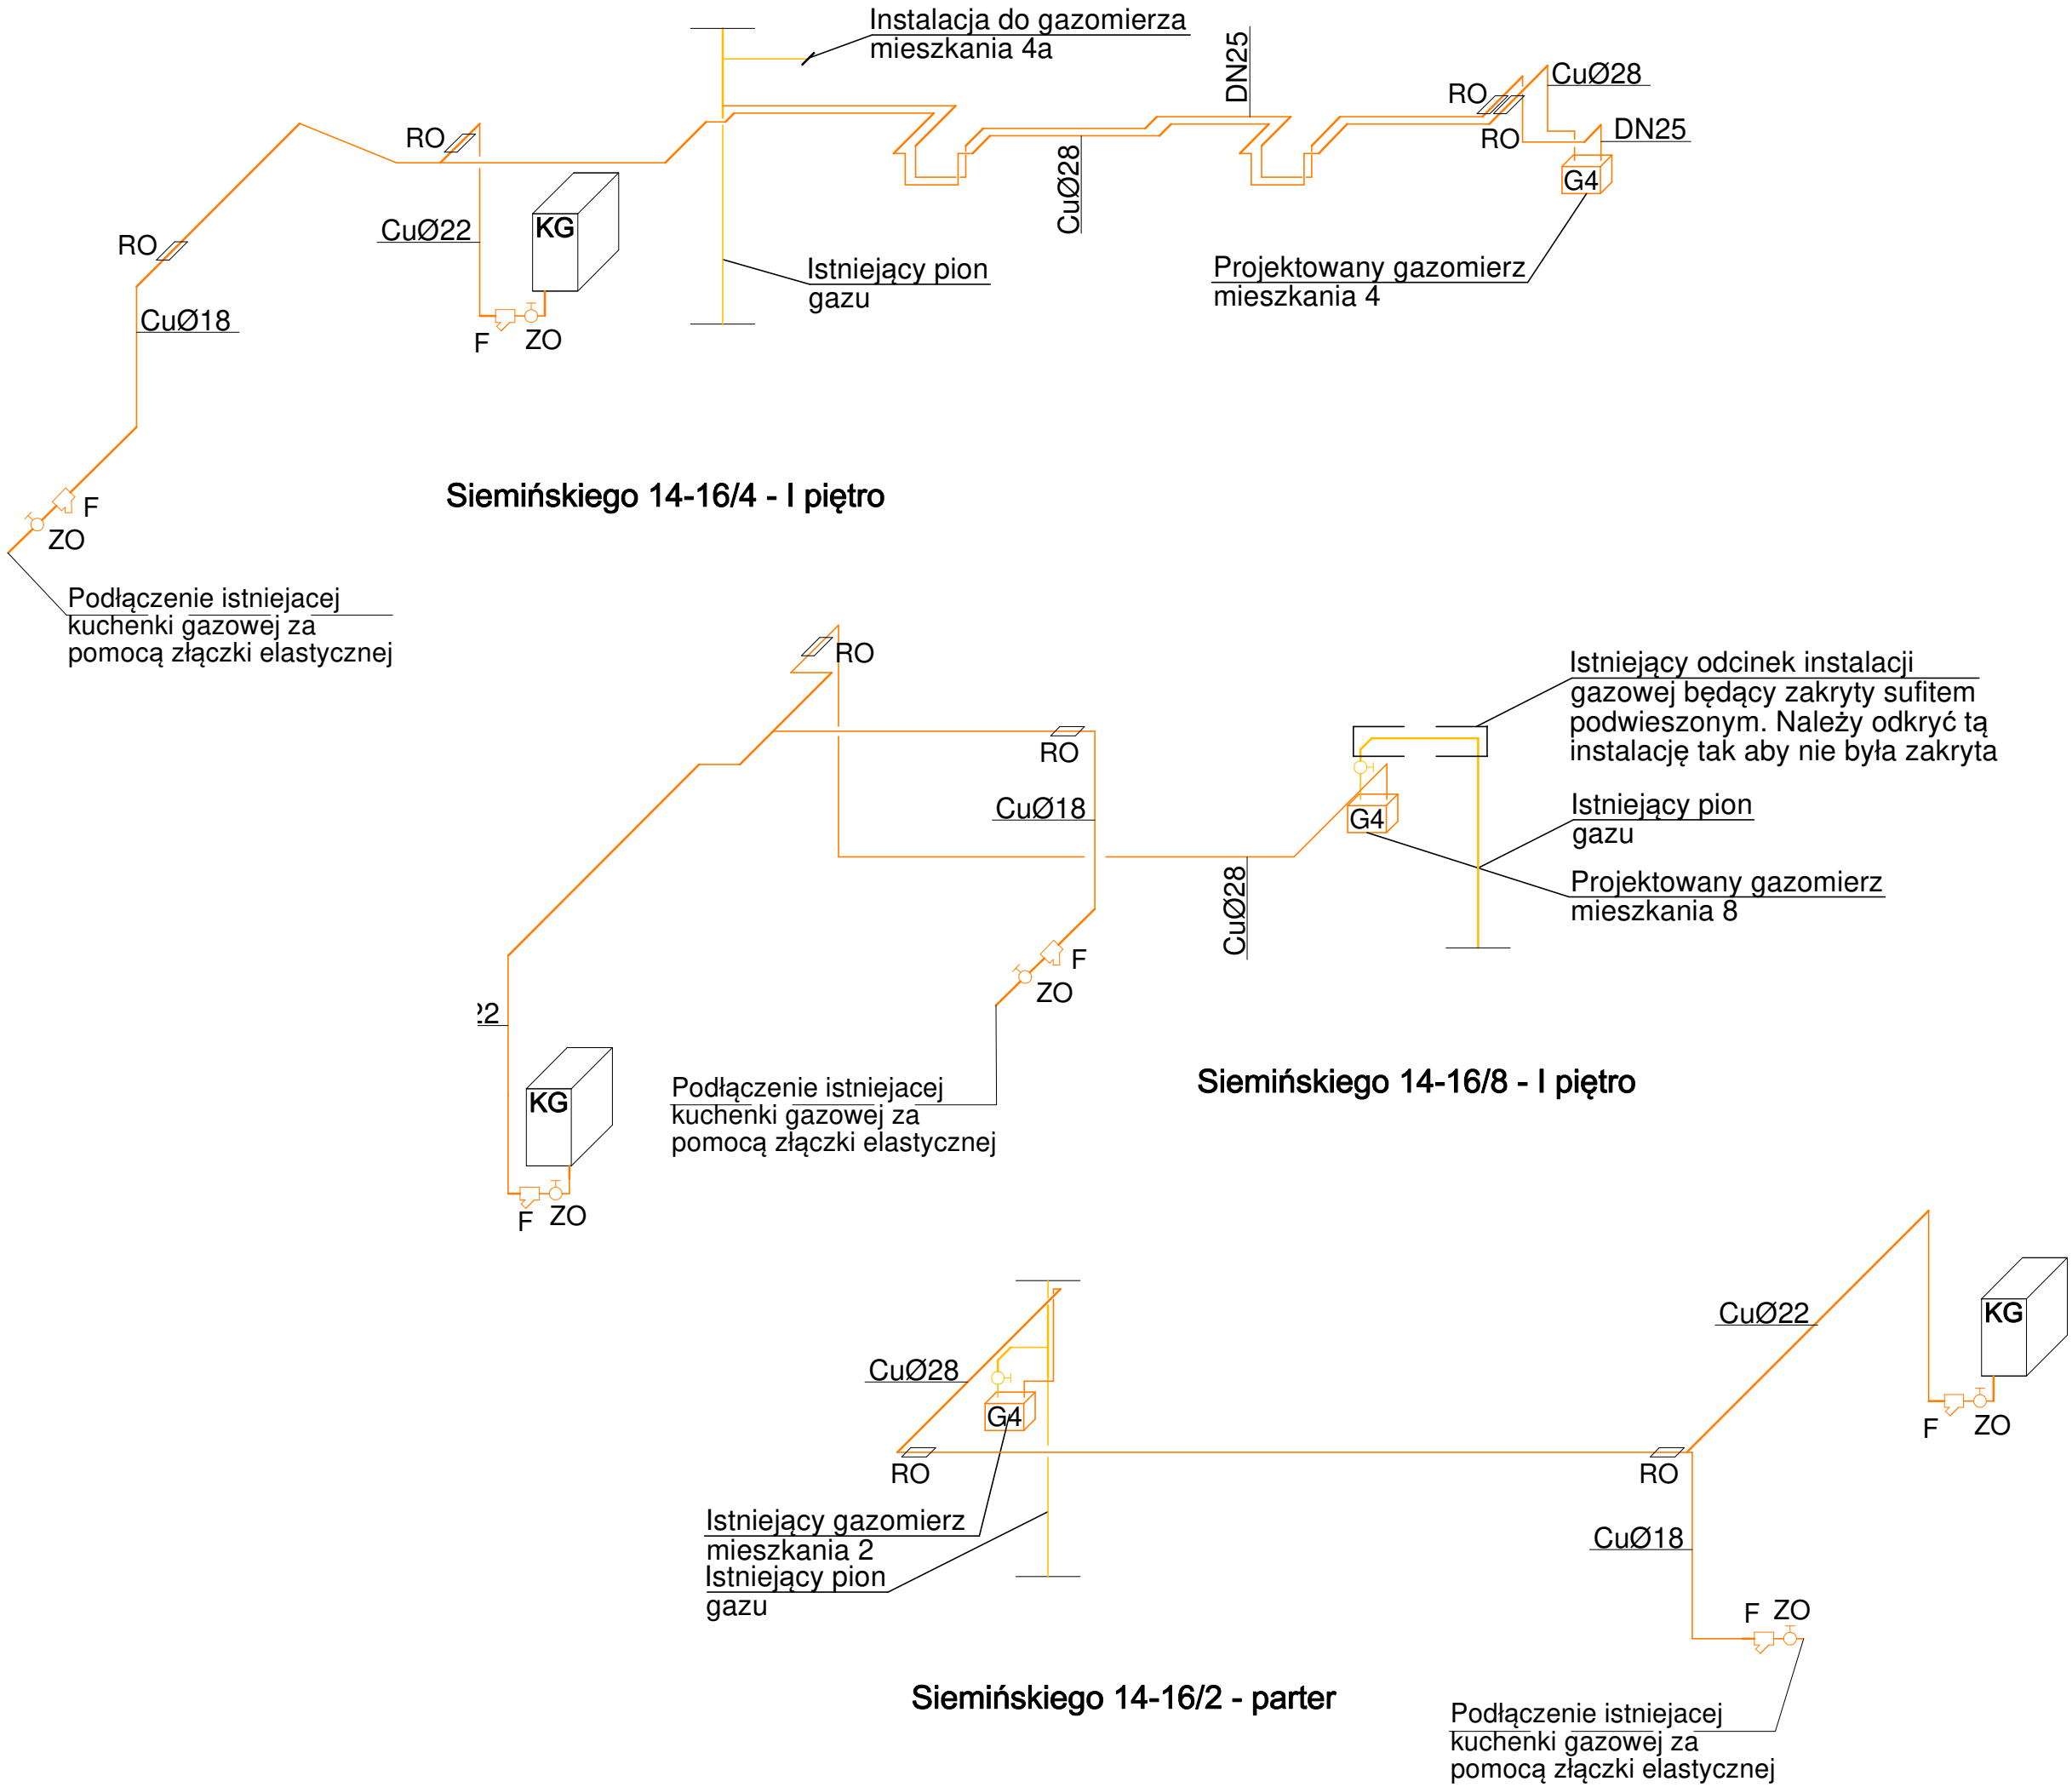 Instalacja do gazomierza
mieszkania 4a
DN25
CuØ28
RO
RO
DN25
G4
RO
CuØ22
KG
RO
CuØ18
F
ZO
Istniejący pion
gazu
CuØ28
Projektowany gazomierz
mieszkania 4
Siemińskiego 14-16/4 - I piętro
F
ZO
Podłączenie istniejacej
kuchenki gazowej za
pomocą złączki elastycznej
RO
RO
CuØ18
Istniejący odcinek instalacji
gazowej będący zakryty sufitem
podwieszonym. Należy odkryć tą
instalację tak aby nie była zakryta
G4
Istniejący pion
gazu
Projektowany gazomierz
mieszkania 8
CuØ28
F
ZO
22
KG
F
ZO
Podłączenie istniejacej
kuchenki gazowej za
pomocą złączki elastycznej
Siemińskiego 14-16/8 - I piętro
CuØ28
G4
RO
CuØ22
KG
F
ZO
RO
Istniejący gazomierz
mieszkania 2
Istniejący pion
gazu
CuØ18
F ZO
Siemińskiego 14-16/2 - parter
Podłączenie istniejacej
kuchenki gazowej za
pomocą złączki elastycznej